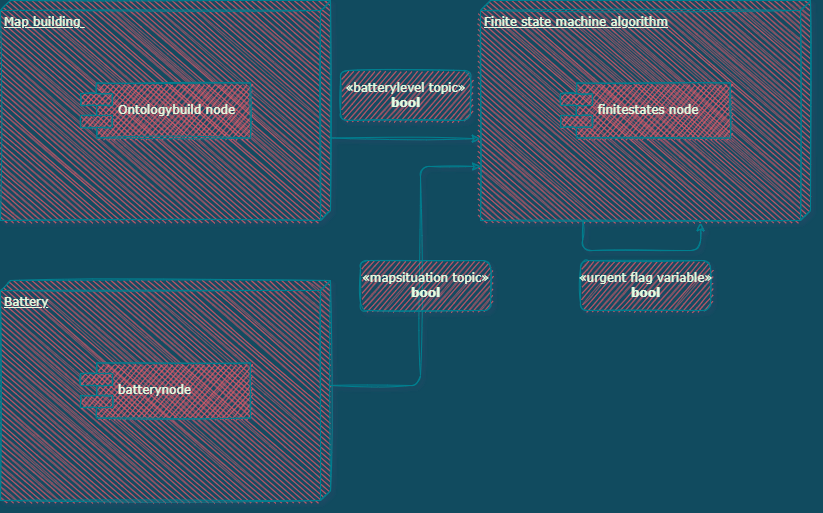 Map building
Ontologybuild node
«batterylevel topic»
bool
Finite state machine algorithm
finitestates node
«mapsituation topic»
bool
«urgent flag variable»
bool
Battery
batterynode